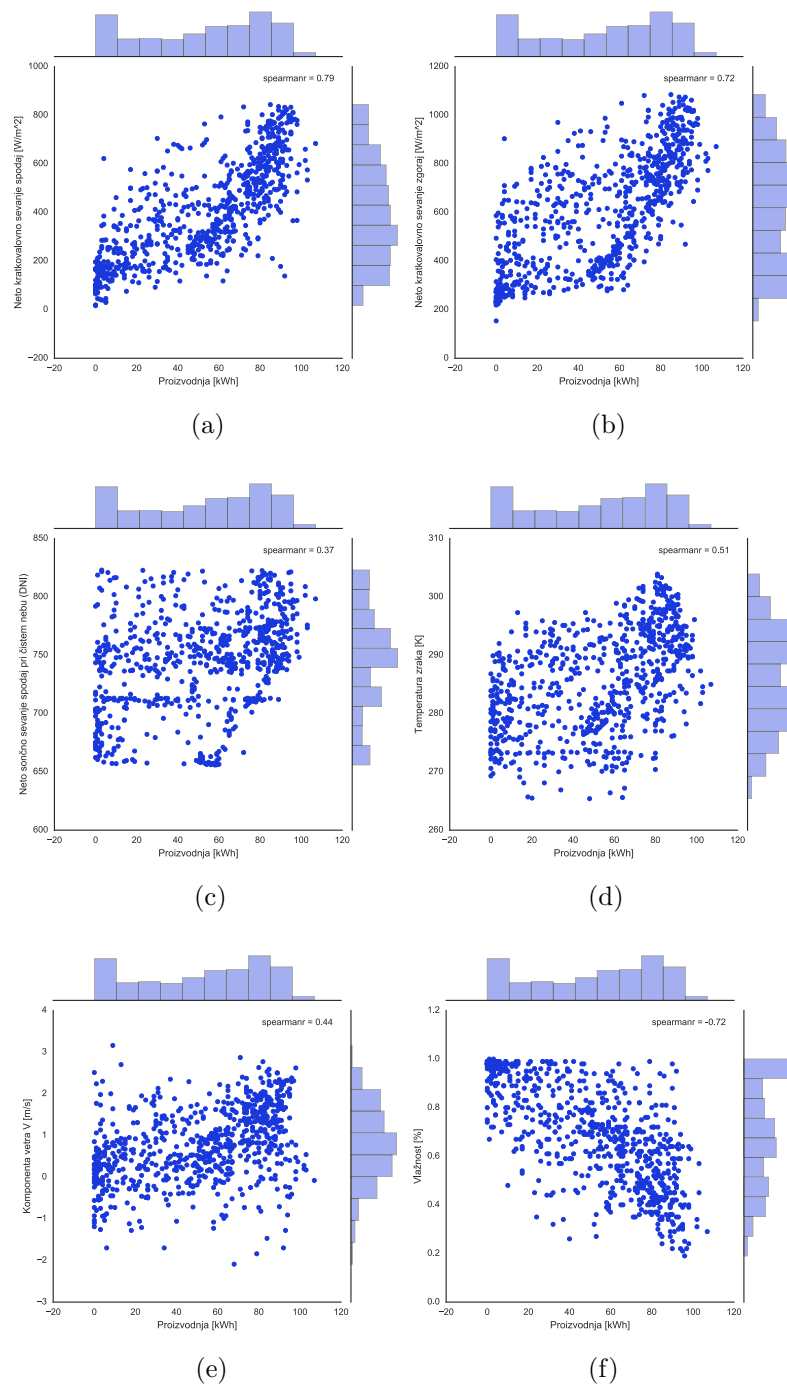 spearmanr = 0.79
Neto kratkovalovno sevanje spodaj [W/m^2]
1000
800
600
400
200
0
−200
−20 0 20 40 60 80 100 120
Proizvodnja [kWh]
(a)
spearmanr = 0.72
Neto kratkovalovno sevanje zgoraj [W/m^2]
1200
1000
800
600
400
200
0
−20 0 20 40 60 80 100 120
Proizvodnja [kWh]
(b)
spearmanr = 0.37
Neto sončno sevanje spodaj pri čistem nebu (DNI)
850
800
750
700
650
600
−20 0 20 40 60 80 100 120
Proizvodnja [kWh]
(c)
spearmanr = 0.51
Temperatura zraka [K]
310
300
290
280
270
260
−20 0 20 40 60 80 100 120
Proizvodnja [kWh]
(d)
spearmanr = 0.44
Komponenta vetra V [m/s]
4
3
2
1
0
−1
−2
−3
−20 0 20 40 60 80 100 120
Proizvodnja [kWh]
(e)
spearmanr = -0.72
Vlažnost [%]
1.2
1.0
0.8
0.6
0.4
0.2
0.0
−20 0 20 40 60 80 100 120
Proizvodnja [kWh]
(f)